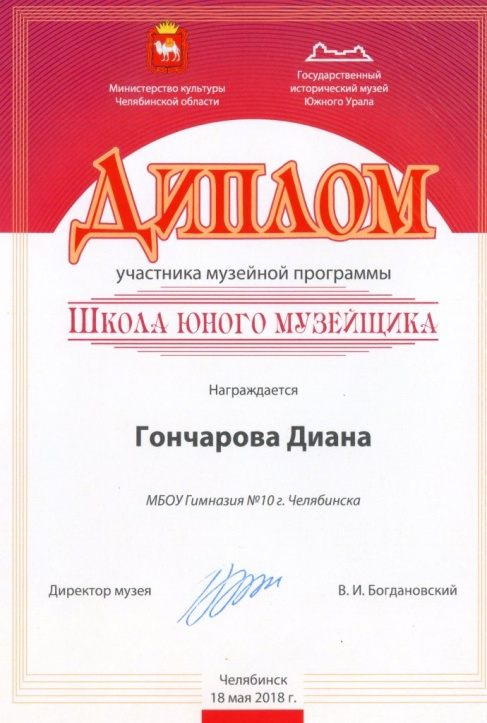 Министерство культуры
Челябинской области
Государственный
исторический музей
Южного Урала
Диплом
участника музейной программы
Школа юного музейщика
Награждается
Гончарова Диана
МБОУ Гимназия №10 г. Челябинска
Директор музея
В. И. Богдановский
Челябинск
18 мая 2018 г.